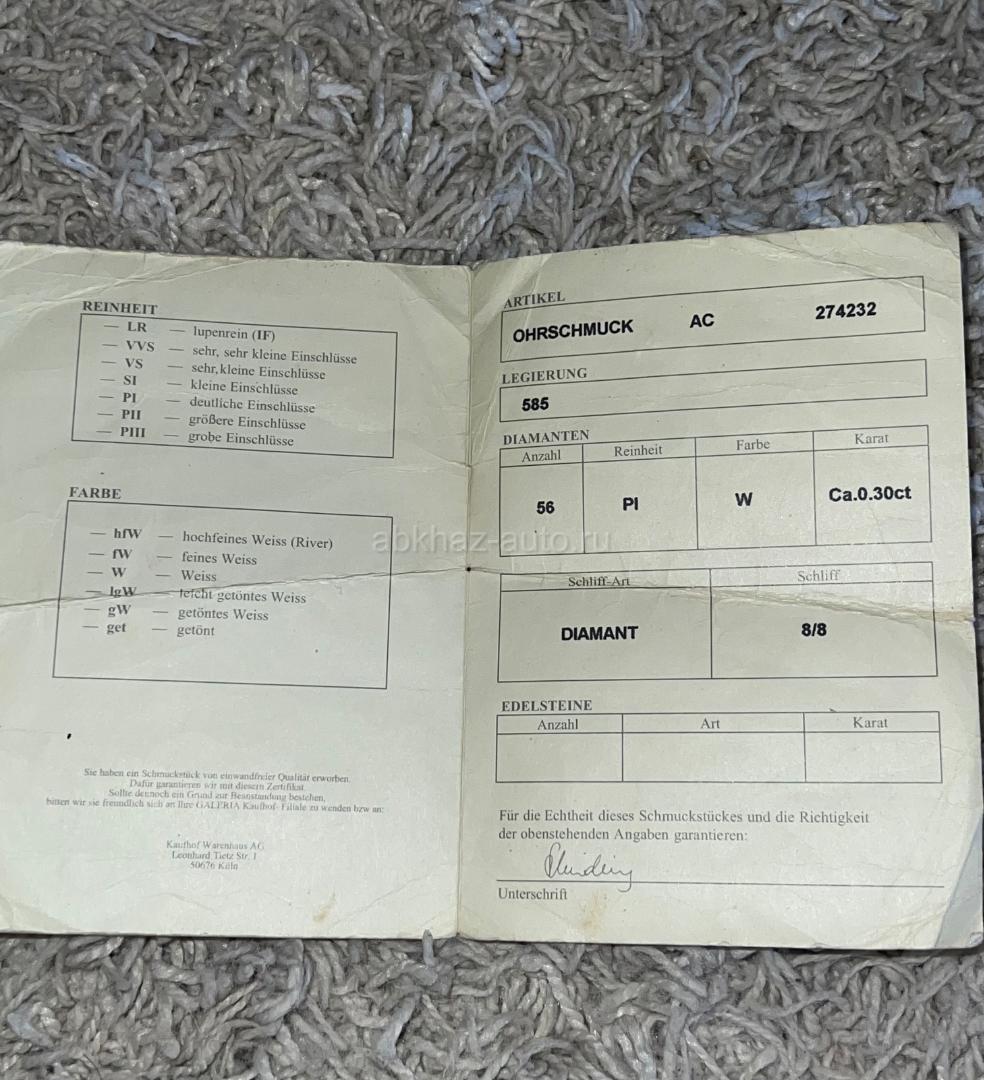 REINHEIT
— LR — lupenrein (IF)
— VVS — sehr, sehr kleine Einschlüsse
— VS — sehr, kleine Einschlüsse
— SI — kleine Einschlüsse
— PI — deutliche Einschlüsse
— PII — größere Einschlüsse
— PIII — grobe Einschlüsse
FARBE
— hfW — hochfeines Weiss (River)
— fW — feines Weiss
— W — Weiss
— lgW — leicht getöntes Weiss
— gW — getöntes Weiss
— get — getönt
Sie haben ein Schmuckstück von einwandfreier Qualität erworben.
Dafür garantieren wir mit diesem Zertifikat.
Sollte dennoch ein Grund zur Beanstandung bestehen,
bitten wir sie freundlich sich an Ihre GALERIA Kaufhof- Filiale zu wenden bzw an:
Kaufhof Warenhaus AG
Leonhard Tietz Str. 1
50676 Köln
ARTIKEL
OHRSCHMUCK AC 274232
LEGIERUNG
585
DIAMANTEN
Anzahl Reinheit Farbe Karat
56 PI W Ca.0.30ct
Schliff-Art Schliff
DIAMANT 8/8
EDELSTEINE
Anzahl Art Karat
Für die Echtheit dieses Schmuckstückes und die Richtigkeit
der obenstehenden Angaben garantieren:
Unterschrift
abkhaz-auto.ru